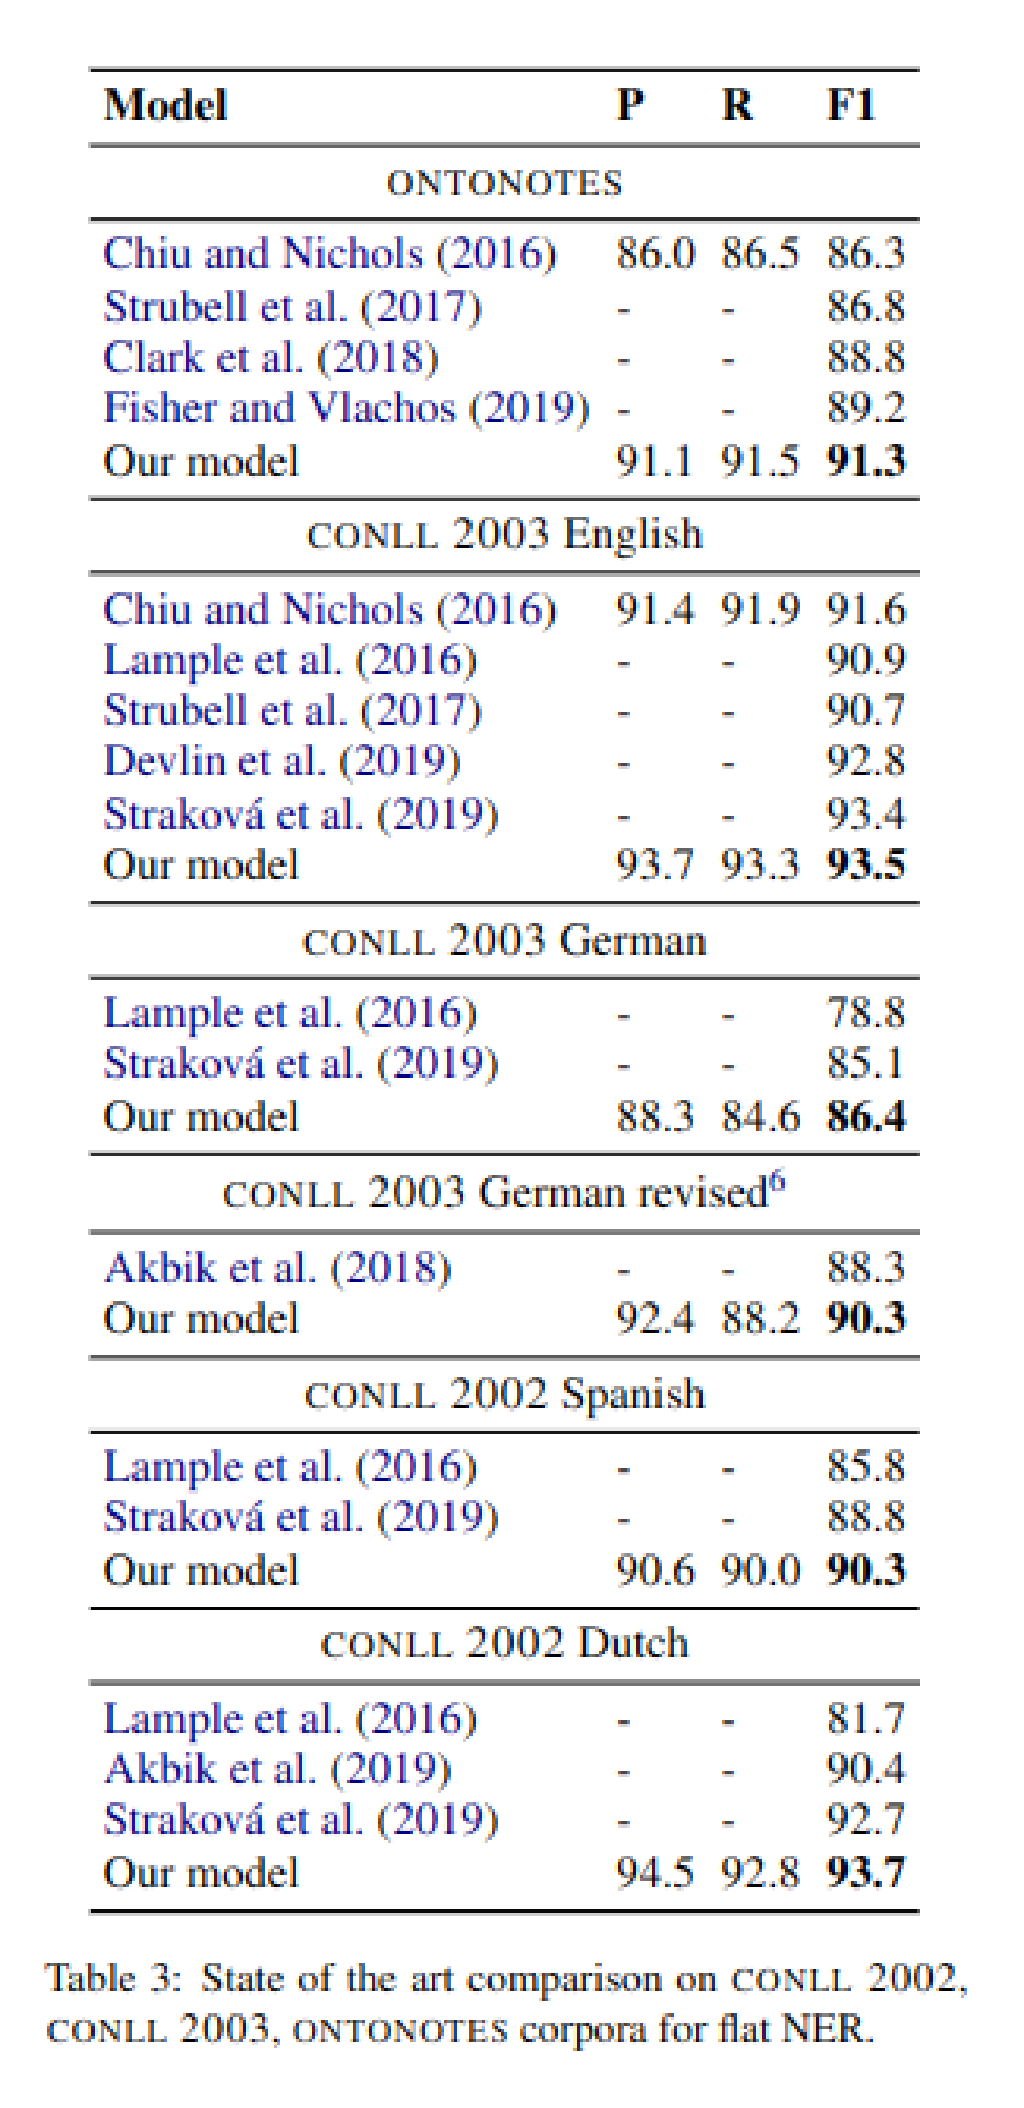 Model P R F1
ONTONOTES
Chiu and Nichols (2016) 86.0 86.5 86.3
Strubell et al. (2017) - - 86.8
Clark et al. (2018) - - 88.8
Fisher and Vlachos (2019) - - 89.2
Our model 91.1 91.5 91.3
CONLL 2003 English
Chiu and Nichols (2016) 91.4 91.9 91.6
Lample et al. (2016) - - 90.9
Strubell et al. (2017) - - 90.7
Devlin et al. (2019) - - 92.8
Straková et al. (2019) - - 93.4
Our model 93.7 93.3 93.5
CONLL 2003 German
Lample et al. (2016) - - 78.8
Straková et al. (2019) - - 85.1
Our model 88.3 84.6 86.4
CONLL 2003 German revised6
Akbik et al. (2018) - - 88.3
Our model 92.4 88.2 90.3
CONLL 2002 Spanish
Lample et al. (2016) - - 85.8
Straková et al. (2019) - - 88.8
Our model 90.6 90.0 90.3
CONLL 2002 Dutch
Lample et al. (2016) - - 81.7
Akbik et al. (2019) - - 90.4
Straková et al. (2019) - - 92.7
Our model 94.5 92.8 93.7
Table 3: State of the art comparison on CONLL 2002,
CONLL 2003, ONTONOTES corpora for flat NER.